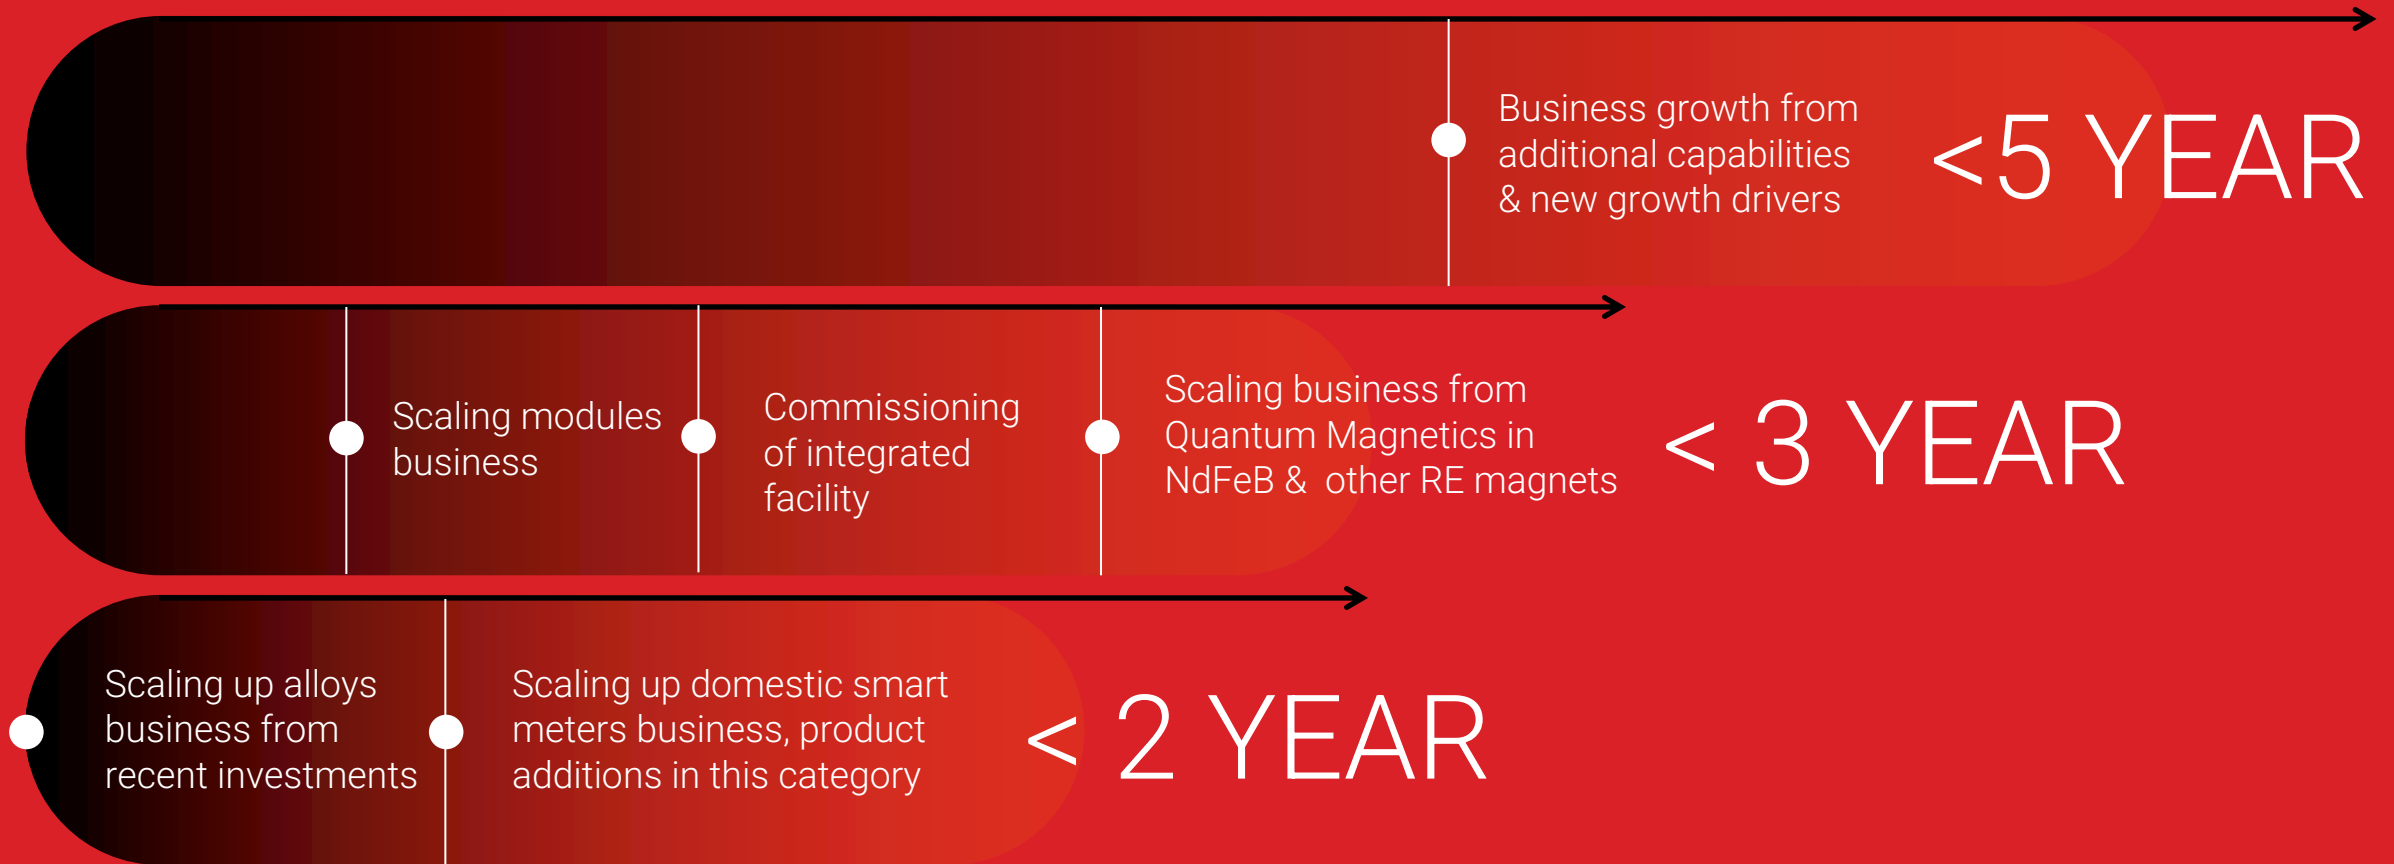 Business growth from
additional capabilities
& new growth drivers
<5 YEAR
Scaling modules
business
Commissioning
of integrated
facility
Scaling business from
Quantum Magnetics in
NdFeB & other RE magnets
< 3 YEAR
Scaling up alloys
business from
recent investments
Scaling up domestic smart
meters business, product
additions in this category
< 2 YEAR